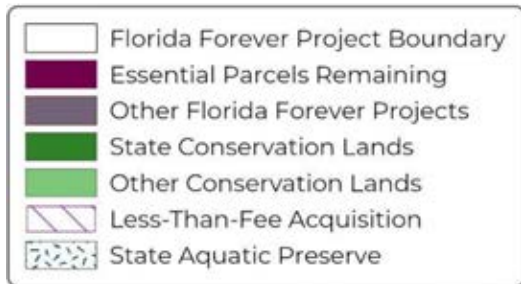 Florida Forever Project Boundary
Essential Parcels Remaining
Other Florida Forever Projects
State Conservation Lands
Other Conservation Lands
Less-Than-Fee Acquisition
State Aquatic Preserve